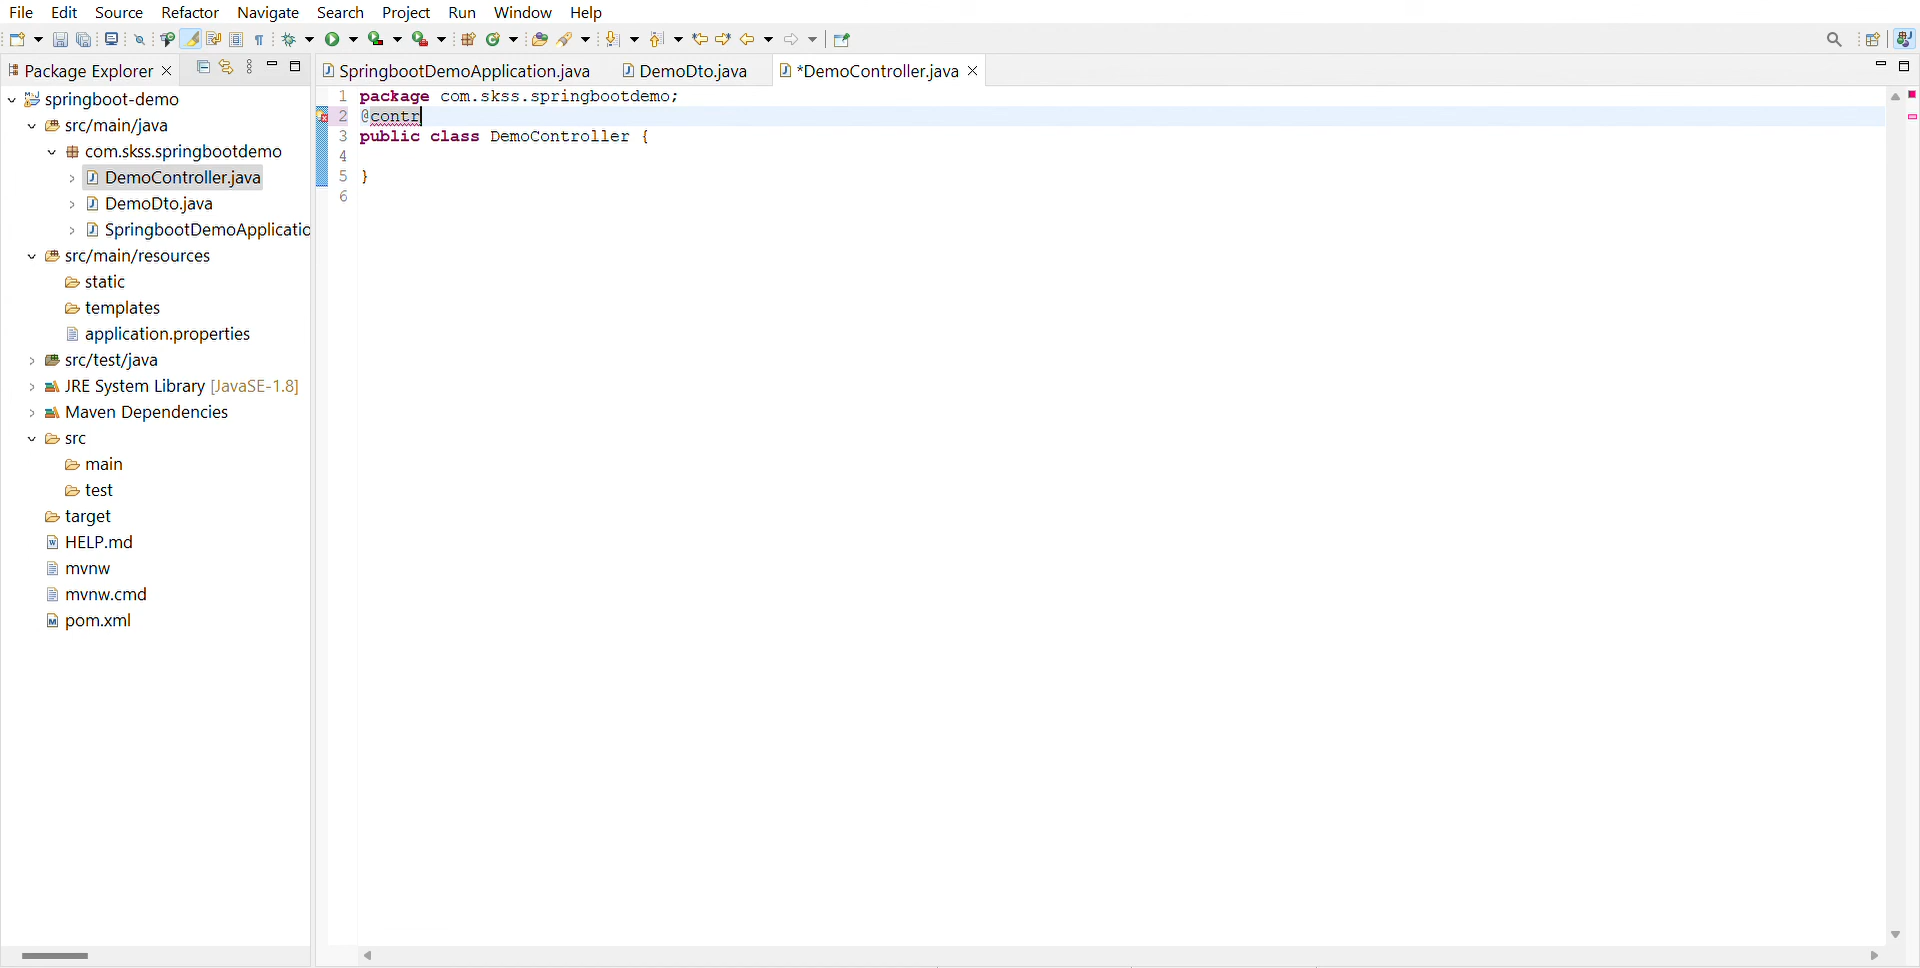 File Edit Source Refactor Navigate Search Project Run Window Help
Package Explorer
SpringbootDemoApplication.java DemoDto.java *DemoController.java
springboot-demo
src/main/java
com.skss.springbootdemo
DemoController.java
DemoDto.java
SpringbootDemoApplicatio
src/main/resources
static
templates
application.properties
src/test/java
JRE System Library [JavaSE-1.8]
Maven Dependencies
src
main
test
target
HELP.md
mvnw
mvnw.cmd
pom.xml
1 package com.skss.springbootdemo;
2 @contr
3 public class DemoController {
4
5 }
6